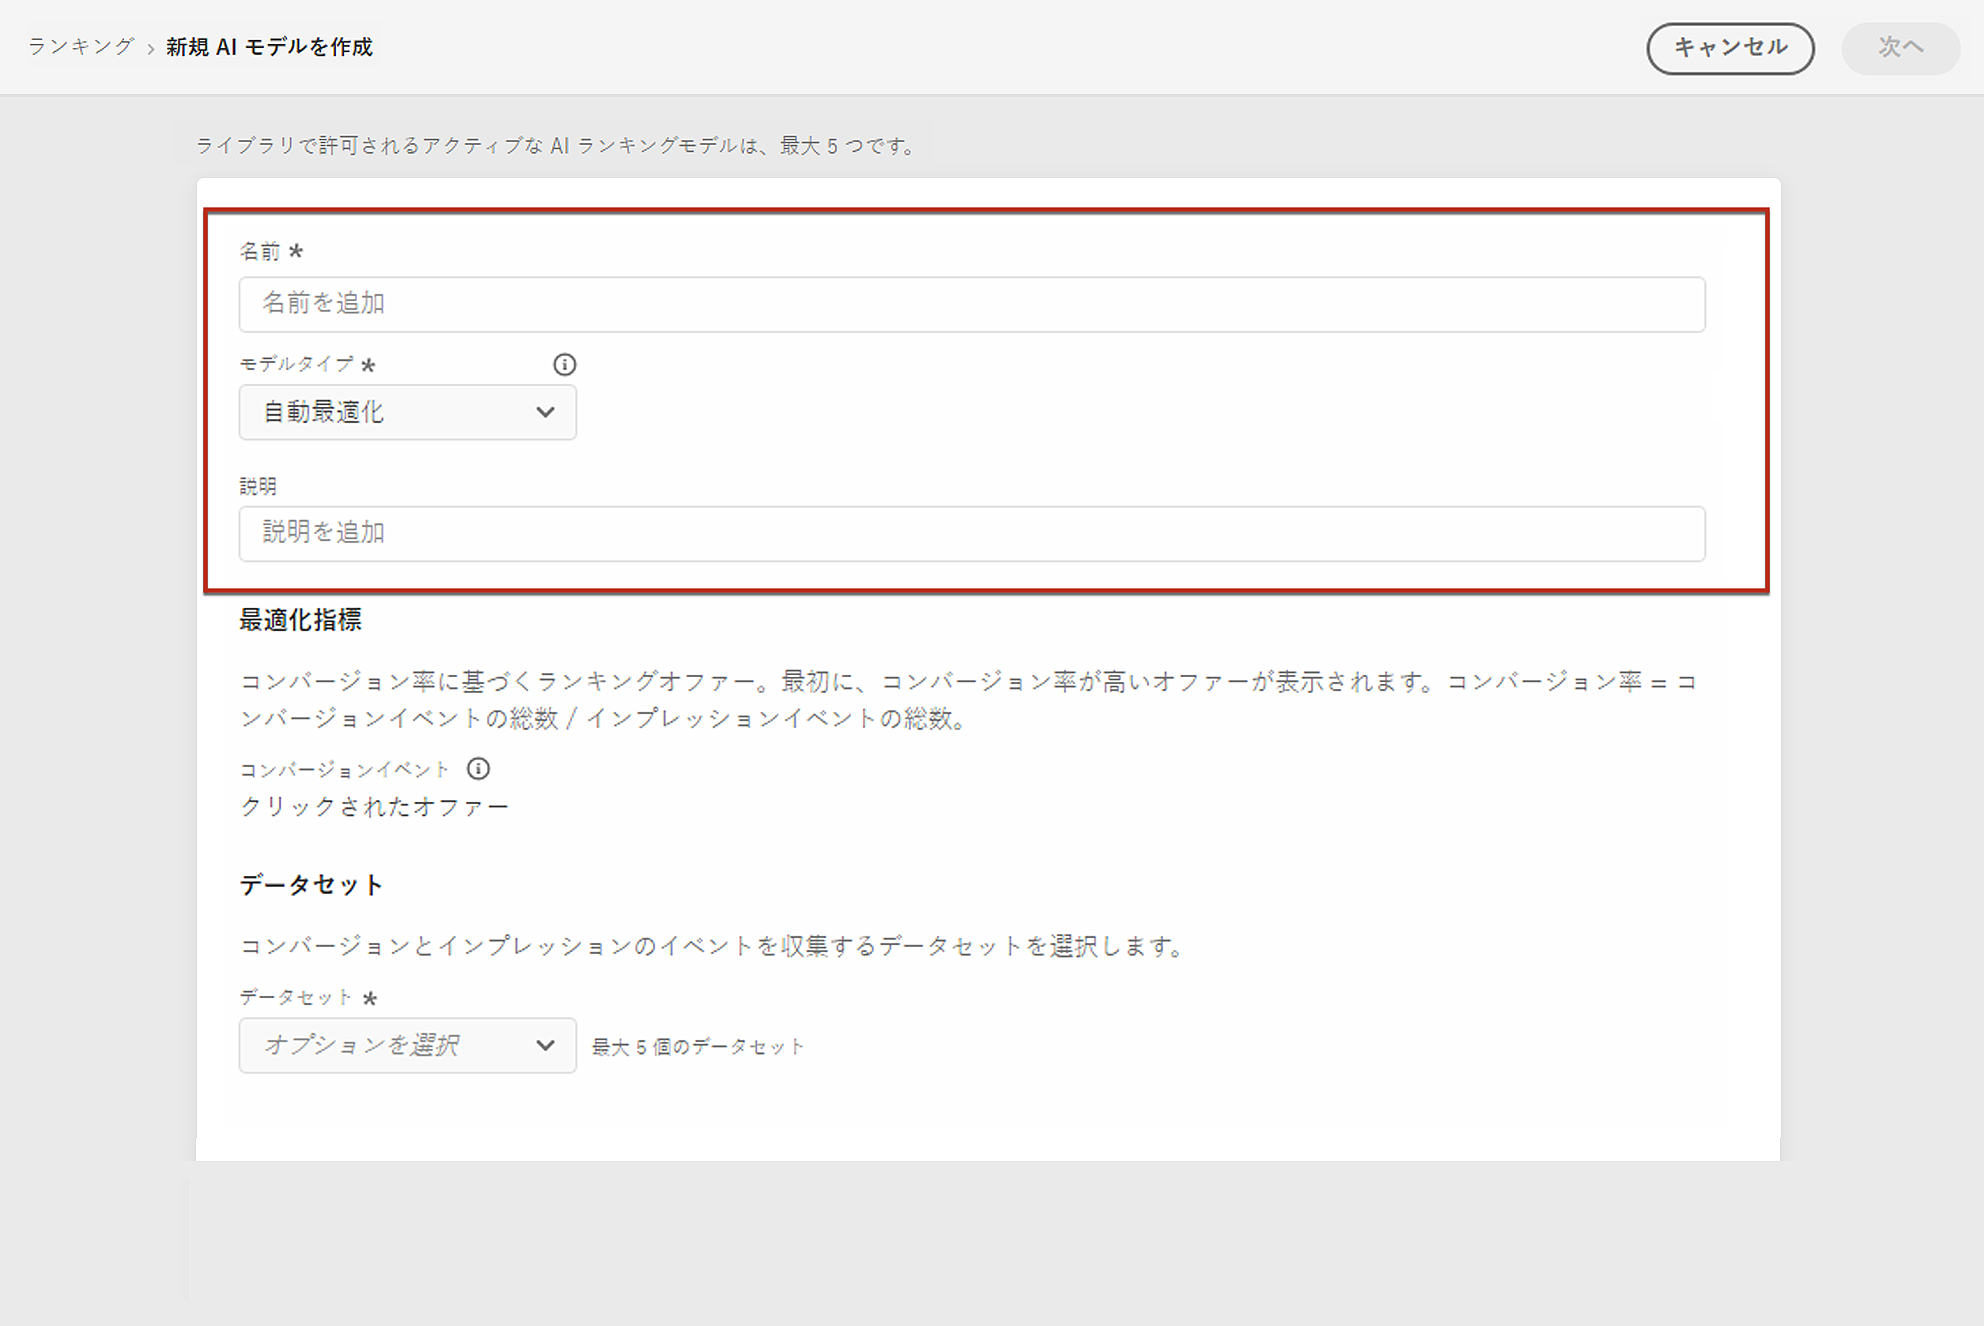 ランキング › 新規 AI モデルを作成
キャンセル
次へ
ライブラリで許可されるアクティブな AI ランキングモデルは、最大 5 つです。
名前 *
名前を追加
モデルタイプ *
自動最適化
説明
説明を追加
最適化指標
コンバージョン率に基づくランキングオファー。最初に、コンバージョン率が高いオファーが表示されます。コンバージョン率 = コ
ンバージョンイベントの総数 / インプレッションイベントの総数。
コンバージョンイベント
クリックされたオファー
データセット
コンバージョンとインプレッションのイベントを収集するデータセットを選択します。
データセット *
オプションを選択
最大 5 個のデータセット